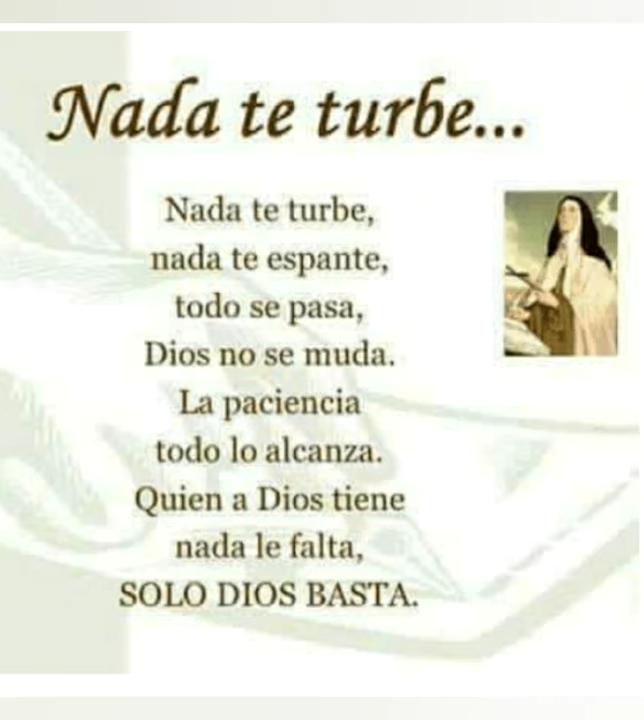 Nada te turbe...
Nada te turbe,
nada te espante,
todo se pasa,
Dios no se muda.
La paciencia
todo lo alcanza.
Quien a Dios tiene
nada le falta,
SOLO DIOS BASTA.